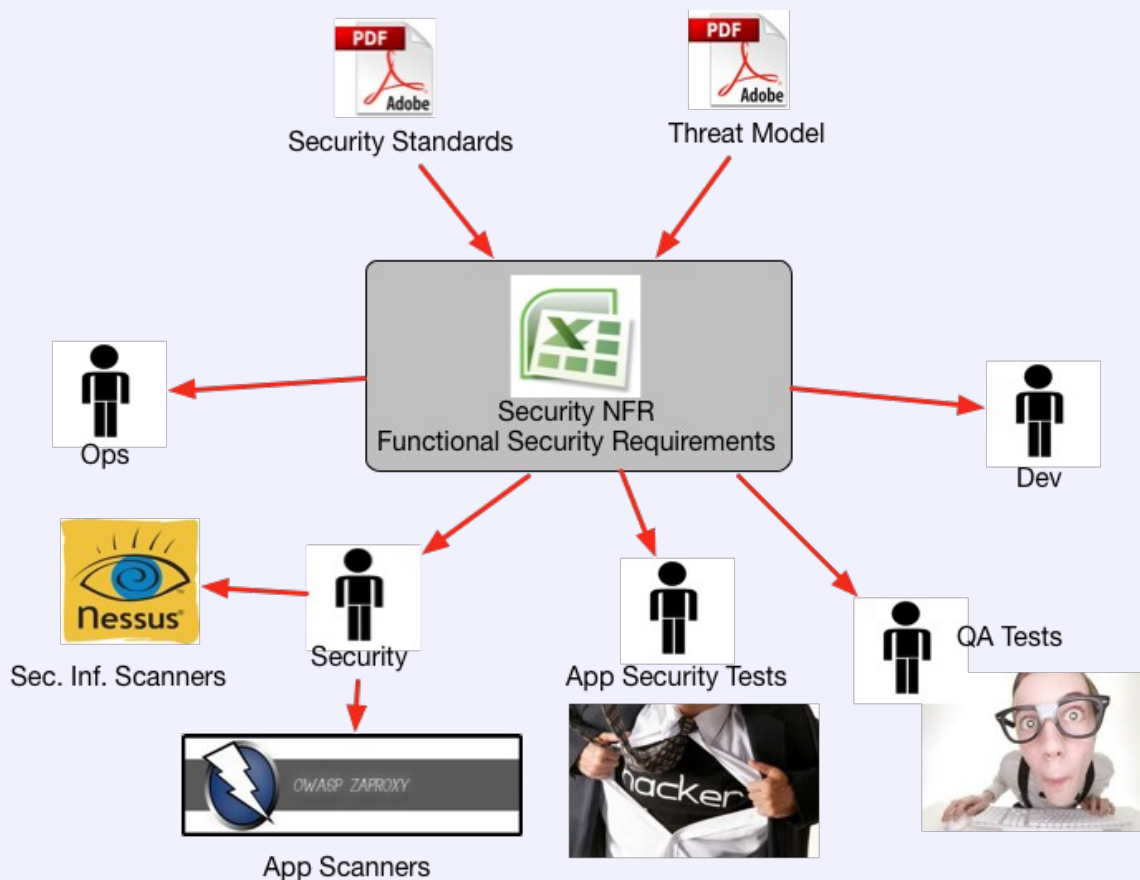 PDF
Adobe
Security Standards
PDF
Adobe
Threat Model
Security NFR
Functional Security Requirements
Ops
Dev
Nessus
Sec. Inf. Scanners
Security
App Security Tests
QA Tests
hacker
OWASP ZAPROXY
App Scanners